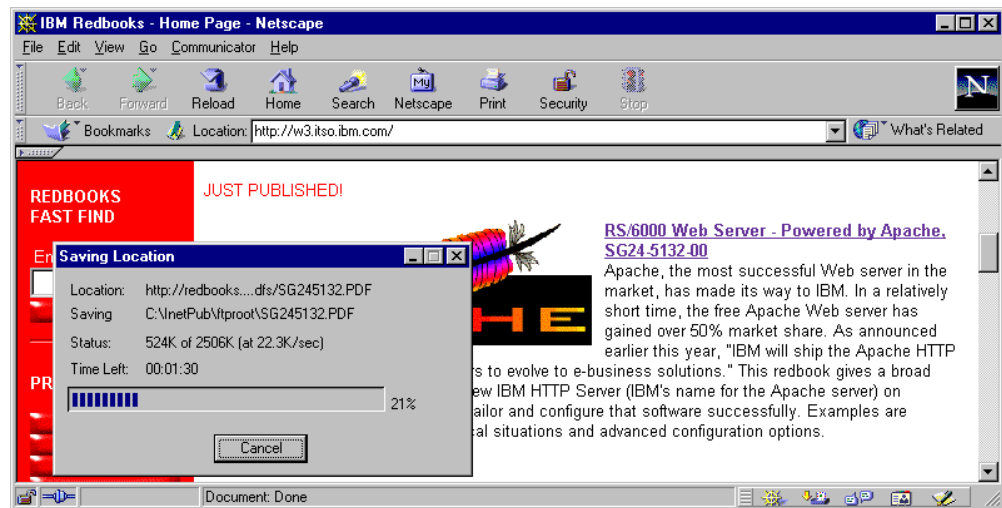 IBM Redbooks - Home Page - Netscape
File Edit View Go Communicator Help
Back Forward Reload Home Search Netscape Print Security Stop
My
N
Bookmarks Location: http://w3.itso.ibm.com/ What's Related
REDBOOKS
FAST FIND
JUST PUBLISHED!
RS/6000 Web Server - Powered by Apache,
SG24-5132-00
Apache, the most successful Web server in the
market, has made its way to IBM. In a relatively
short time, the free Apache Web server has
gained over 50% market share. As announced
earlier this year, "IBM will ship the Apache HTTP
s to evolve to e-business solutions." This redbook gives a broad
ew IBM HTTP Server (IBM's name for the Apache server) on
ailor and configure that software successfully. Examples are
al situations and advanced configuration options.
HE
En
PR
Saving Location
Location: http://redbooks....dfs/SG245132.PDF
Saving C:\InetPub\ftproot\SG245132.PDF
Status: 524K of 2506K (at 22.3K/sec)
Time Left: 00:01:30
21%
Cancel
Document: Done